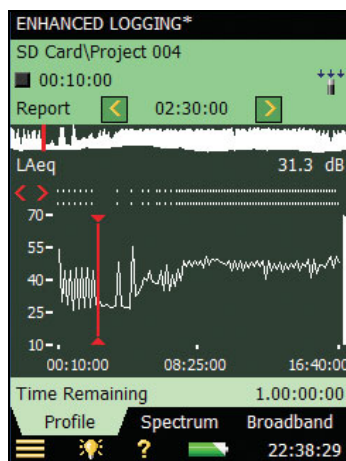 ENHANCED LOGGING*
SD Card\Project 004
00:10:00
Report < 02:30:00 >
LAeq 31.3 dB
< >
70
55
40
25
10
00:10:00 08:25:00 16:40:00
Time Remaining 1.00:00:00
Profile Spectrum Broadband
? 22:38:29